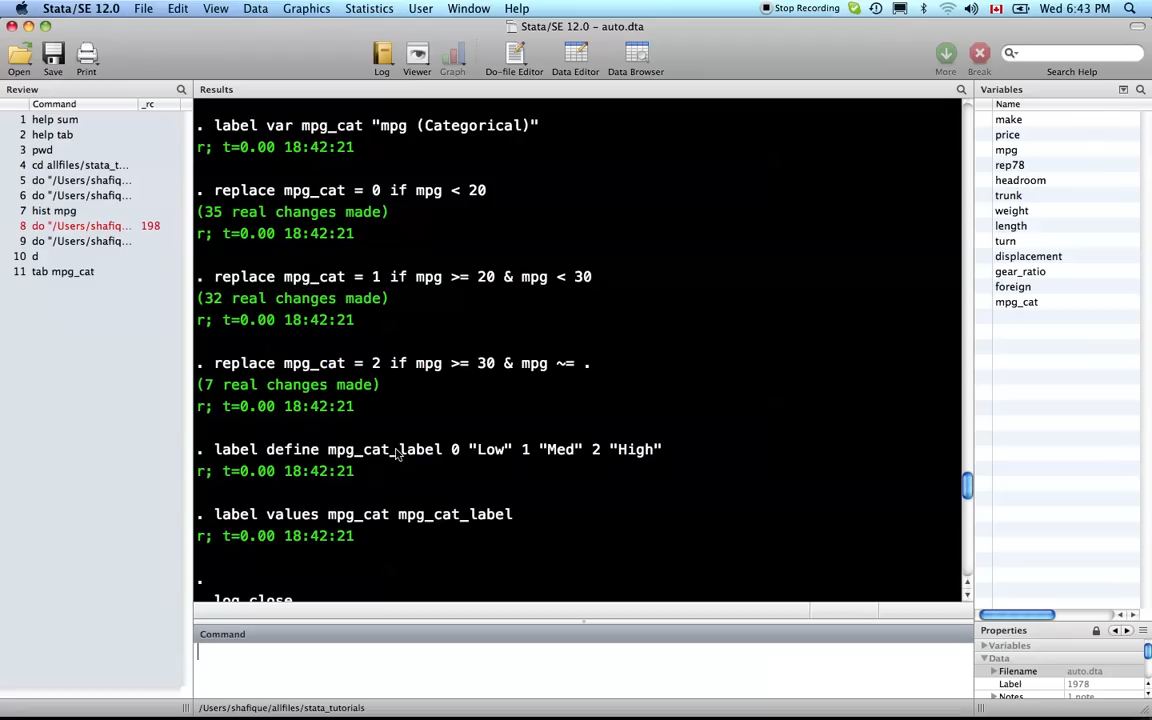 Stata/SE 12.0 File Edit View Data Graphics Statistics User Window Help Stop Recording Wed 6:43 PM
Stata/SE 12.0 – auto.dta
Open Save Print Log Viewer Graph Do-file Editor Data Editor Data Browser More Break Search Help
Review
Command _rc
1 help sum
2 help tab
3 pwd
4 cd allfiles/stata_t...
5 do "/Users/shafiq...
6 do "/Users/shafiq...
7 hist mpg
8 do "/Users/shafiq... 198
9 do "/Users/shafiq...
10 d
11 tab mpg_cat
Results
. label var mpg_cat "mpg (Categorical)"
r; t=0.00 18:42:21
. replace mpg_cat = 0 if mpg < 20
(35 real changes made)
r; t=0.00 18:42:21
. replace mpg_cat = 1 if mpg >= 20 & mpg < 30
(32 real changes made)
r; t=0.00 18:42:21
. replace mpg_cat = 2 if mpg >= 30 & mpg ~= .
(7 real changes made)
r; t=0.00 18:42:21
. label define mpg_cat_label 0 "Low" 1 "Med" 2 "High"
r; t=0.00 18:42:21
. label values mpg_cat mpg_cat_label
r; t=0.00 18:42:21
.
log close
Command
/Users/shafique/allfiles/stata_tutorials
Variables
Name
make
price
mpg
rep78
headroom
trunk
weight
length
turn
displacement
gear_ratio
foreign
mpg_cat
Properties
Variables
Data
Filename auto.dta
Label 1978
Notes 1 note